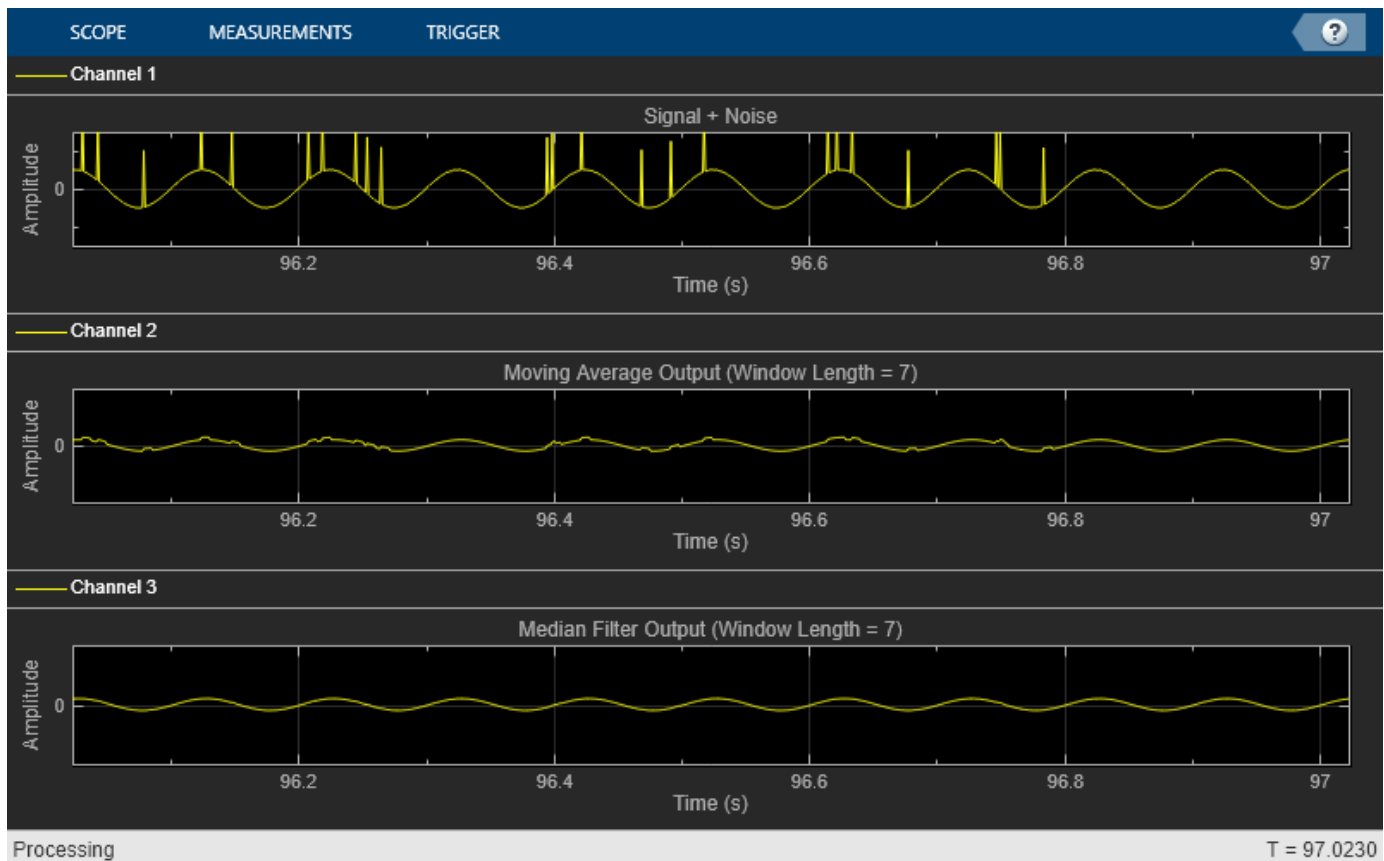 SCOPE MEASUREMENTS TRIGGER ?
Channel 1
Signal + Noise
Amplitude
0
96.2 96.4 96.6 96.8 97
Time (s)
Channel 2
Moving Average Output (Window Length = 7)
Amplitude
0
96.2 96.4 96.6 96.8 97
Time (s)
Channel 3
Median Filter Output (Window Length = 7)
Amplitude
0
96.2 96.4 96.6 96.8 97
Time (s)
Processing T = 97.0230